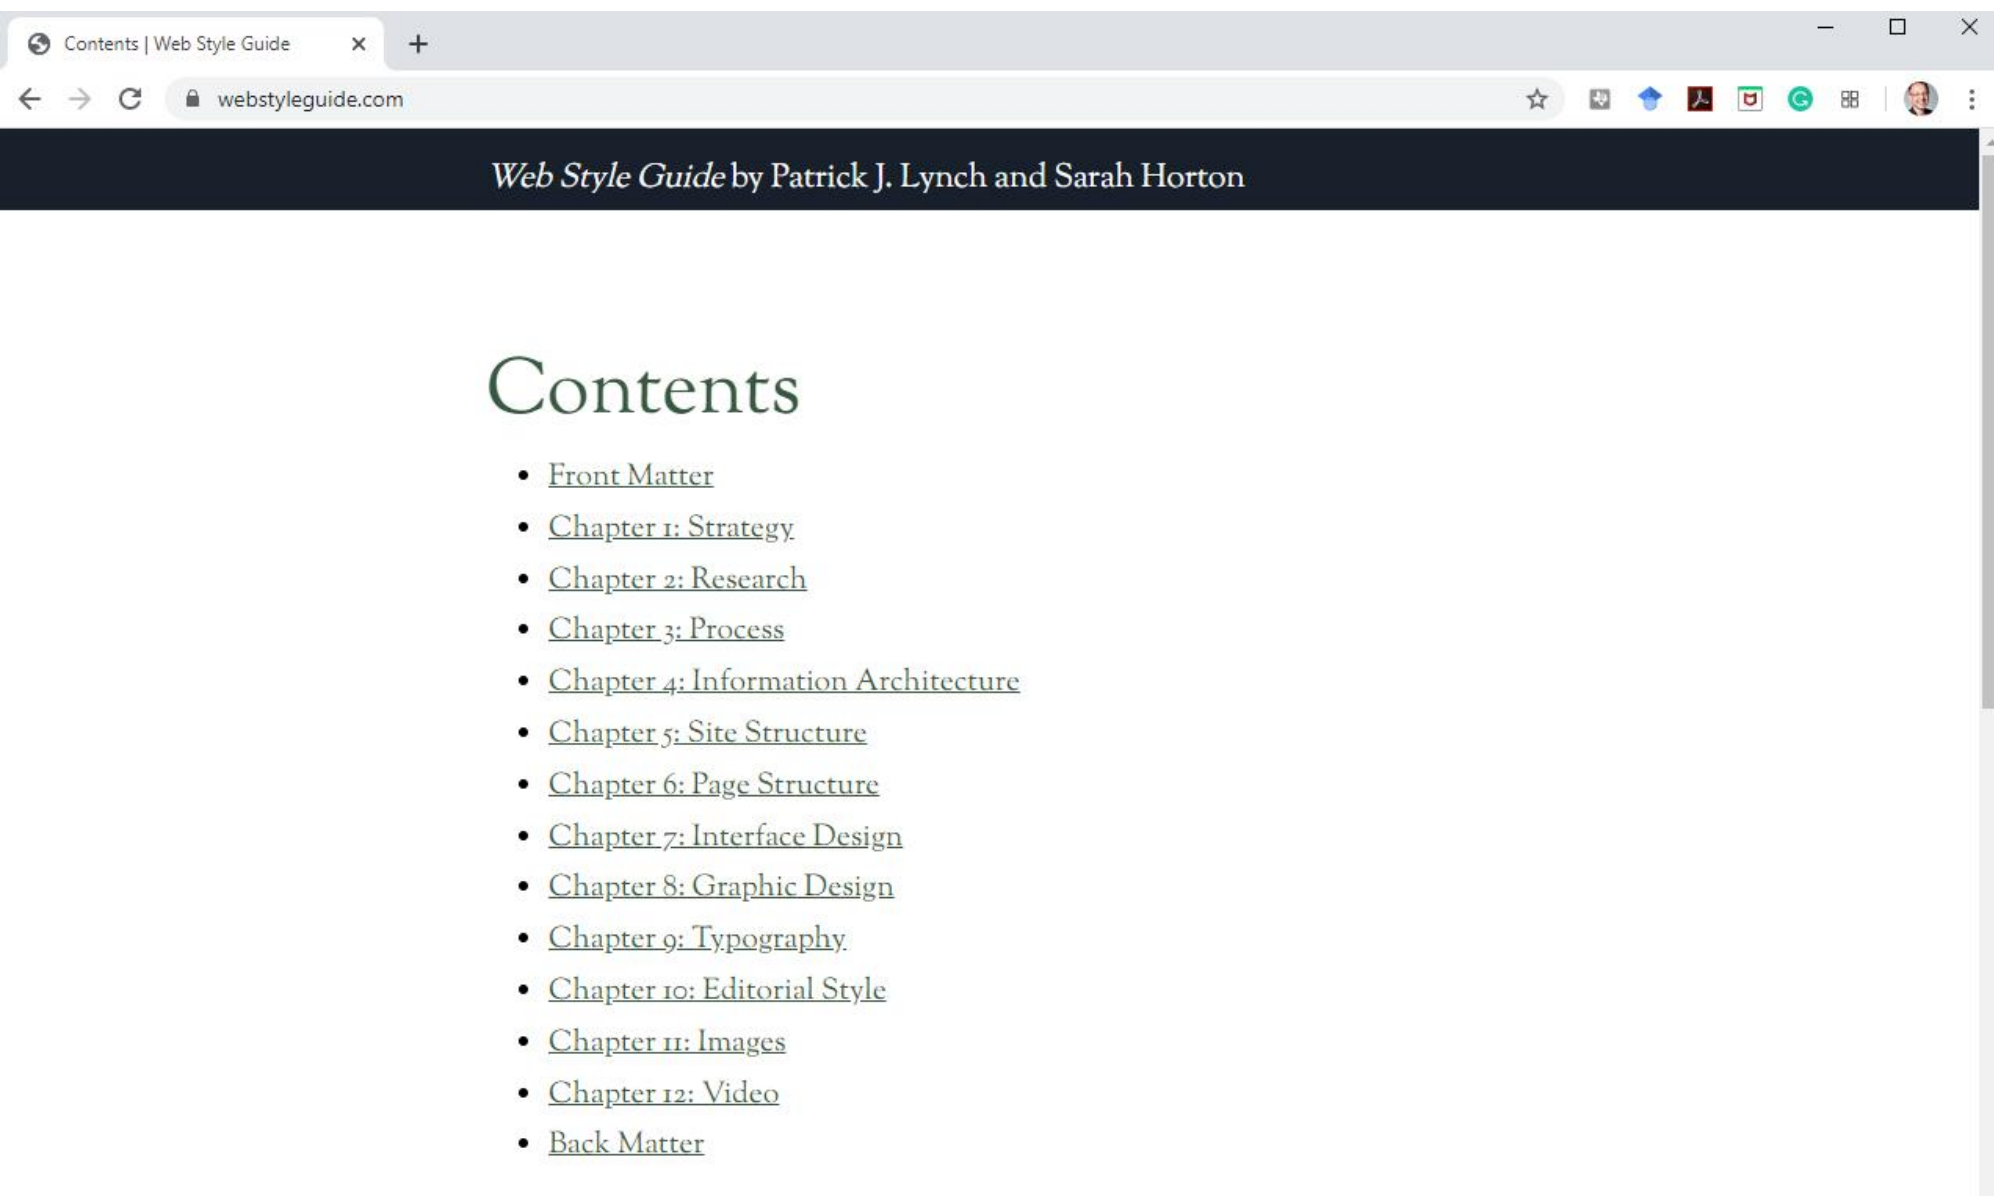 Contents | Web Style Guide
webstyleguide.com
Web Style Guide by Patrick J. Lynch and Sarah Horton
Contents
Front Matter
Chapter 1: Strategy
Chapter 2: Research
Chapter 3: Process
Chapter 4: Information Architecture
Chapter 5: Site Structure
Chapter 6: Page Structure
Chapter 7: Interface Design
Chapter 8: Graphic Design
Chapter 9: Typography
Chapter 10: Editorial Style
Chapter 11: Images
Chapter 12: Video
Back Matter